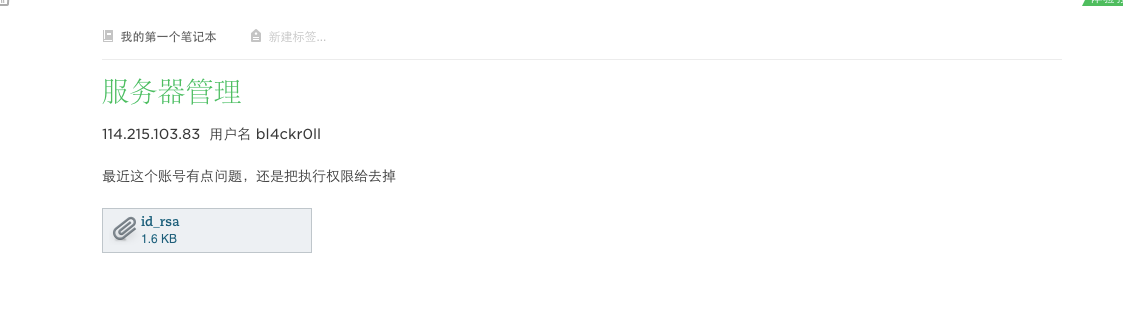 我的第一个笔记本 新建标签...
服务器管理
114.215.103.83 用户名 bl4ckr0ll
最近这个账号有点问题，还是把执行权限给去掉
id_rsa
1.6 KB